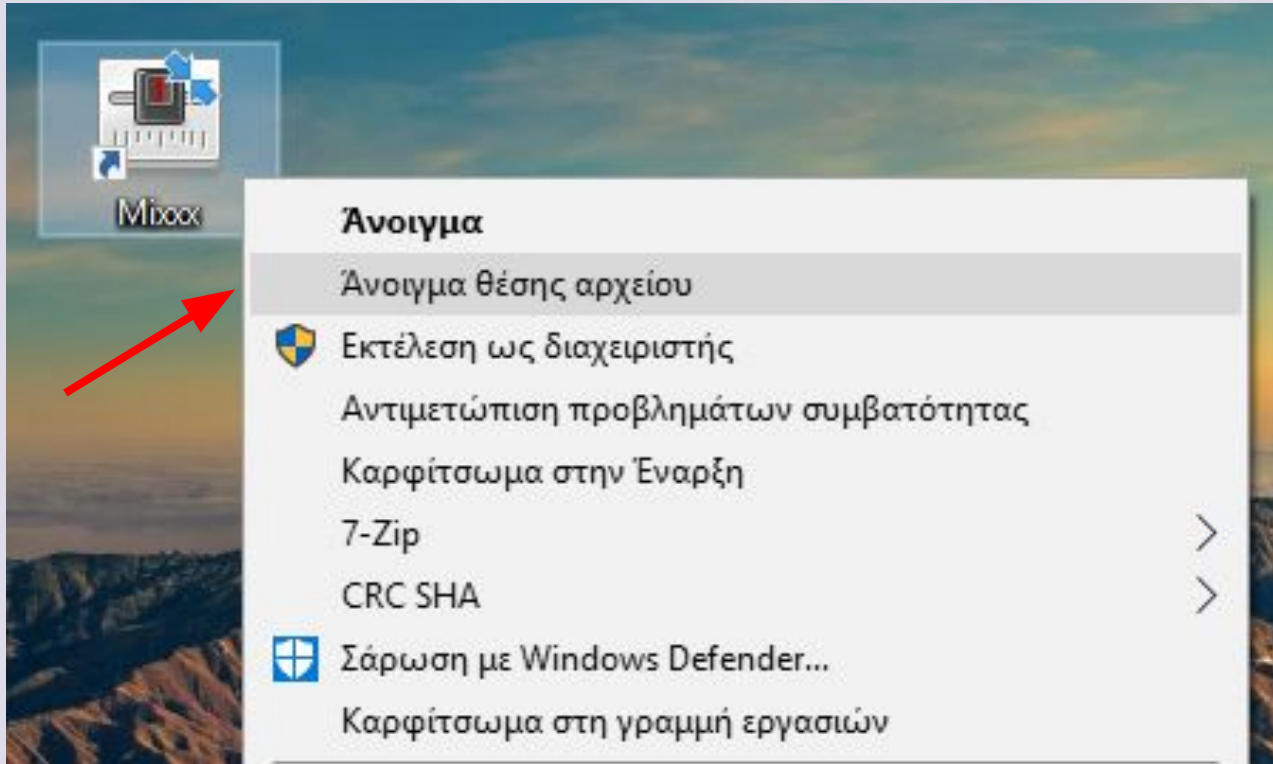 Mixxx
Άνοιγμα
Άνοιγμα θέσης αρχείου
Εκτέλεση ως διαχειριστής
Αντιμετώπιση προβλημάτων συμβατότητας
Καρφίτσωμα στην Έναρξη
7-Zip
CRC SHA
Σάρωση με Windows Defender...
Καρφίτσωμα στη γραμμή εργασιών